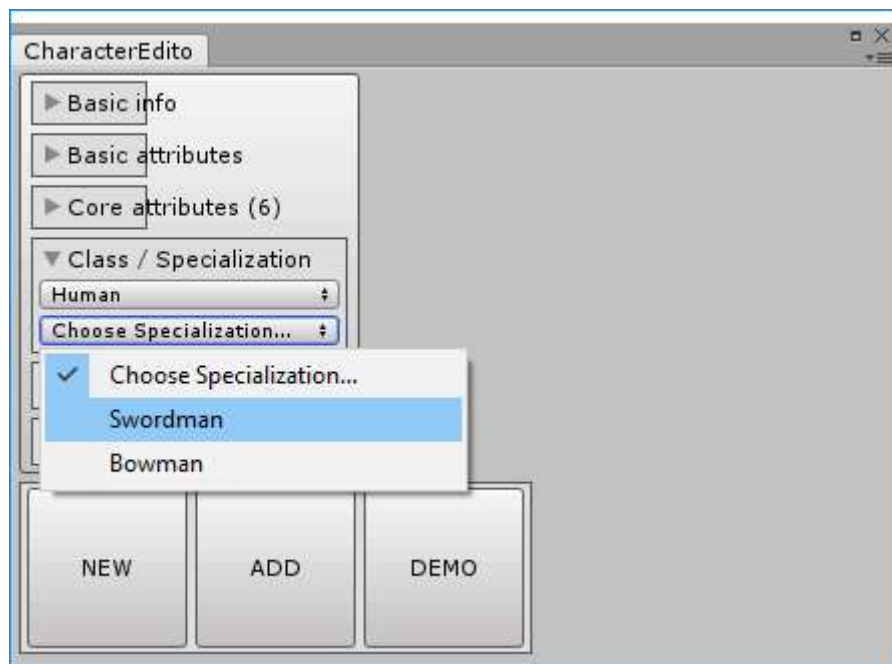 CharacterEdito
Basic info
Basic attributes
Core attributes (6)
Class / Specialization
Human
Choose Specialization...
Choose Specialization...
Swordman
Bowman
NEW ADD DEMO